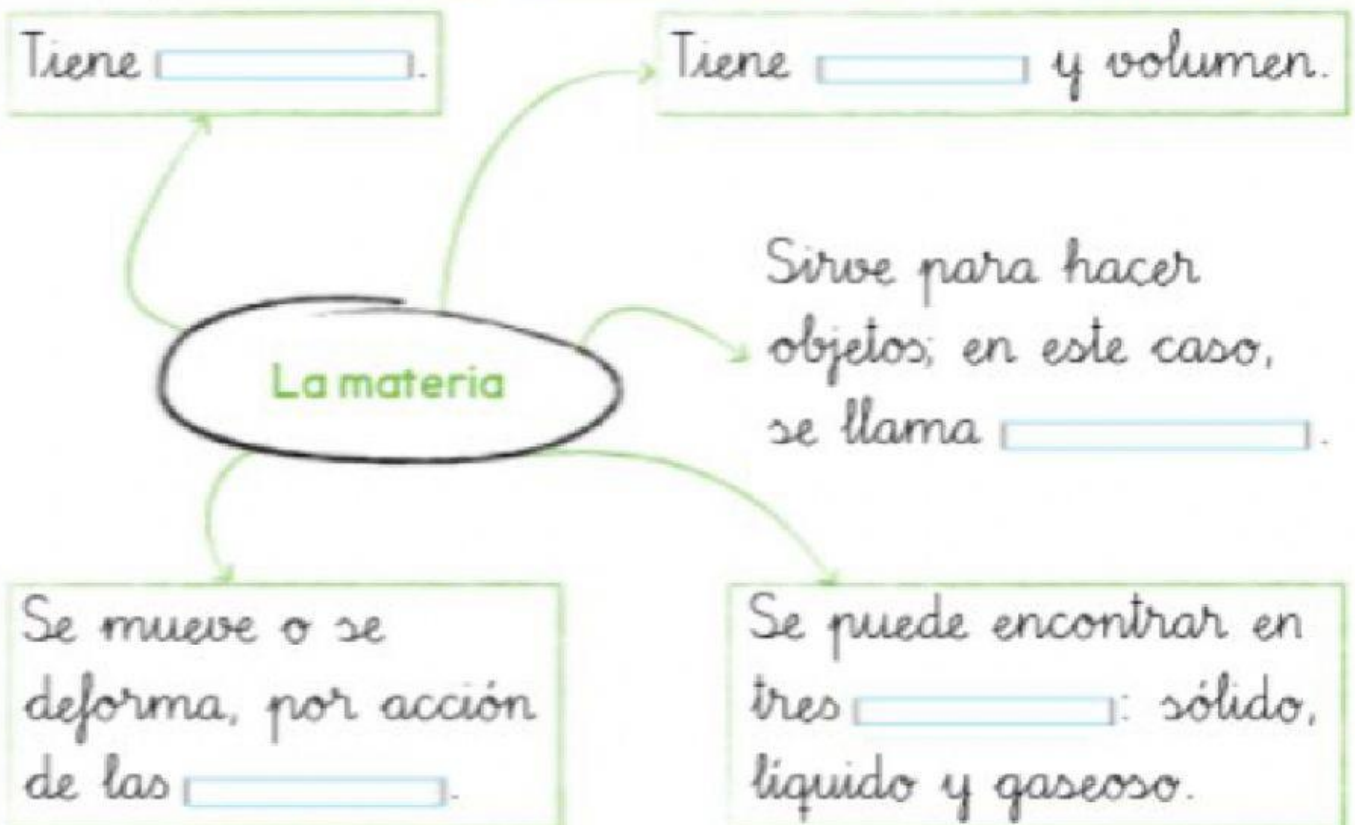 Tiene .
Tiene y volumen.
Sirve para hacer
objetos; en este caso,
se llama .
La materia
Se mueve o se
deforma, por acción
de las .
Se puede encontrar en
tres : sólido,
líquido y gaseoso.